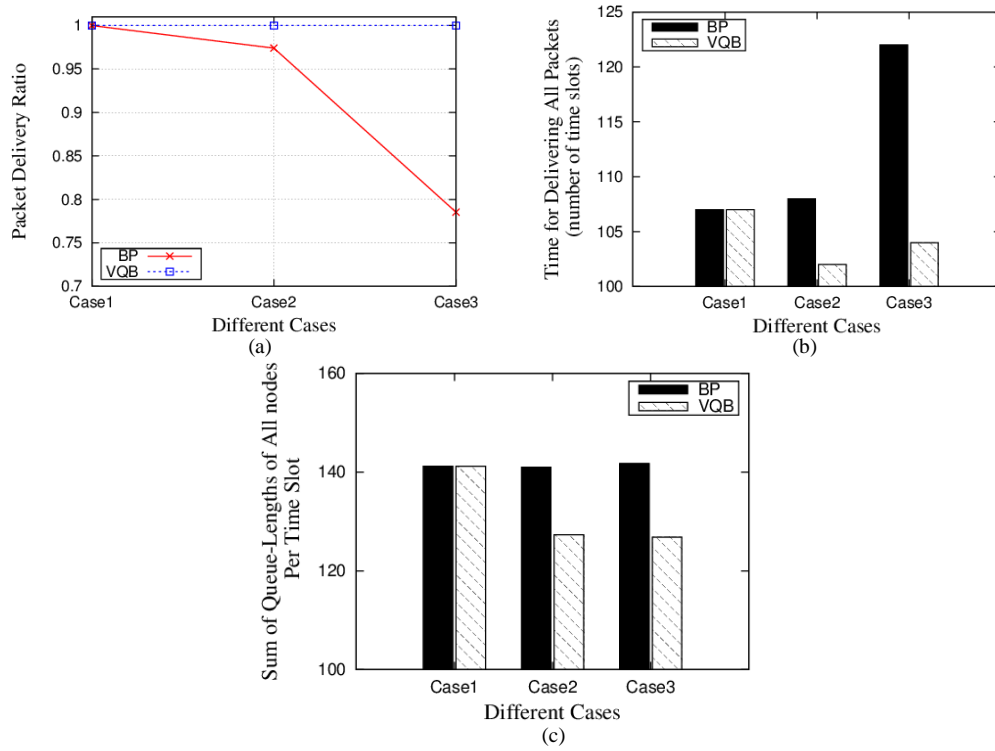 Packet Delivery Ratio
1
0.95
0.9
0.85
0.8
0.75
0.7
BP
VQB
Case1
Case2
Case3
Different Cases
(a)
Time for Delivering All Packets
(number of time slots)
125
120
115
110
105
100
BP
VQB
Case1
Case2
Case3
Different Cases
(b)
Sum of Queue-Lengths of All nodes
Per Time Slot
160
140
120
100
BP
VQB
Case1
Case2
Case3
Different Cases
(c)